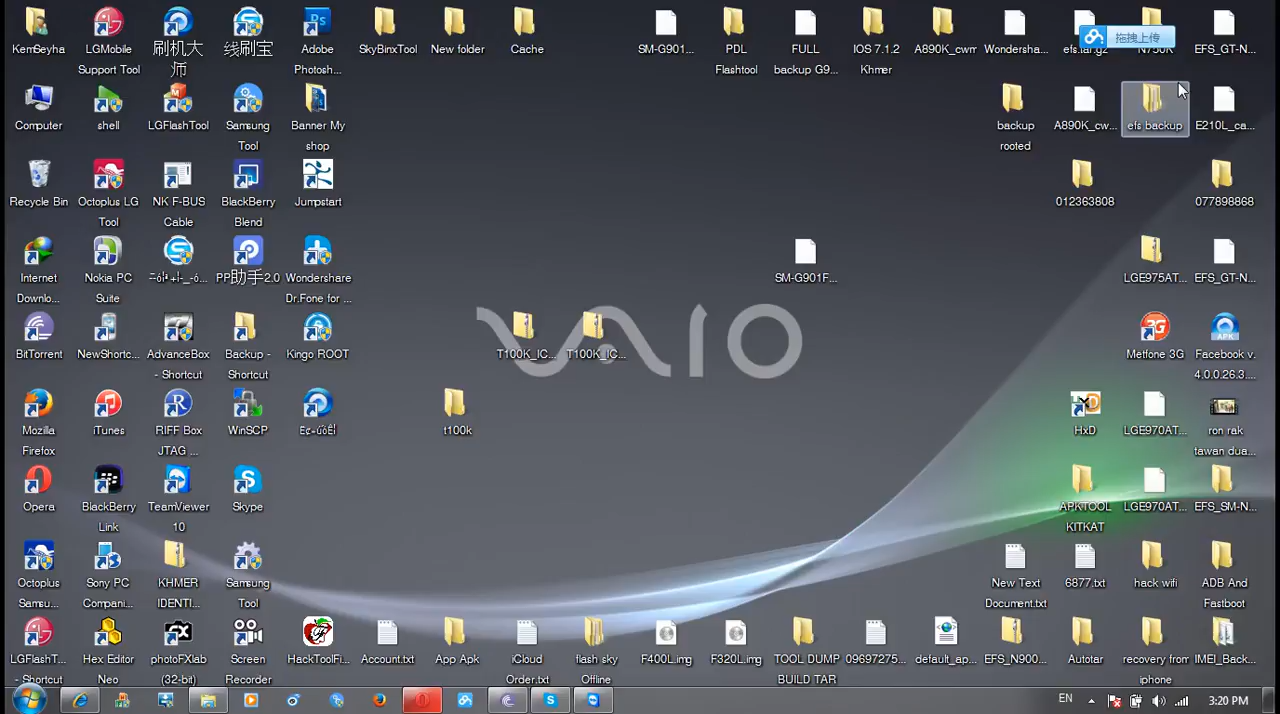 KemSeyha
LGMobile
Support Tool
刷机大
师
线刷宝
Adobe
Photosh...
SkyBinxTool
New folder
Cache
SM-G901...
PDL
Flashtool
FULL
backup G9...
IOS 7.1.2
Khmer
A890K_cwm
Wondersha...
efs.tar.gz
拖拽上传
N750K
EFS_GT-N...
Computer
shell
LGFlashTool
Samsung
Tool
Banner My
shop
backup
rooted
A890K_cw...
efs backup
E210L_ca...
Recycle Bin
Octoplus LG
Tool
NK F-BUS
Cable
BlackBerry
Blend
Jumpstart
012363808
077898868
Internet
Downlo...
Nokia PC
Suite
PP助手2.0
Wondershare
Dr.Fone for ...
SM-G901F...
LGE975AT...
EFS_GT-N...
VAIO
BitTorrent
NewShortc...
AdvanceBox
- Shortcut
Backup -
Shortcut
Kingo ROOT
T100K_IC...
T100K_IC...
Metfone 3G
Facebook v.
4.0.0.26.3....
Mozilla
Firefox
iTunes
RIFF Box
JTAG ...
WinSCP
t100k
HxD
LGE970AT...
ron rak
tawan dua...
Opera
BlackBerry
Link
TeamViewer
10
Skype
APKTOOL
KITKAT
LGE970AT...
EFS_SM-N...
Octoplus
Samsu...
Sony PC
Compani...
KHMER
IDENTI...
Samsung
Tool
New Text
Document.txt
6877.txt
hack wifi
ADB And
Fastboot
LGFlashT...
- Shortcut
Hex Editor
Neo
photoFXlab
(32-bit)
Screen
Recorder
HackToolFi...
Account.txt
App Apk
iCloud
Order.txt
flash sky
Offline
F400L.img
F320L.img
TOOL DUMP
BUILD TAR
09697275...
default_ap...
EFS_N900...
Autotar
recovery from
iphone
IMEI_Back...
EN
3:20 PM